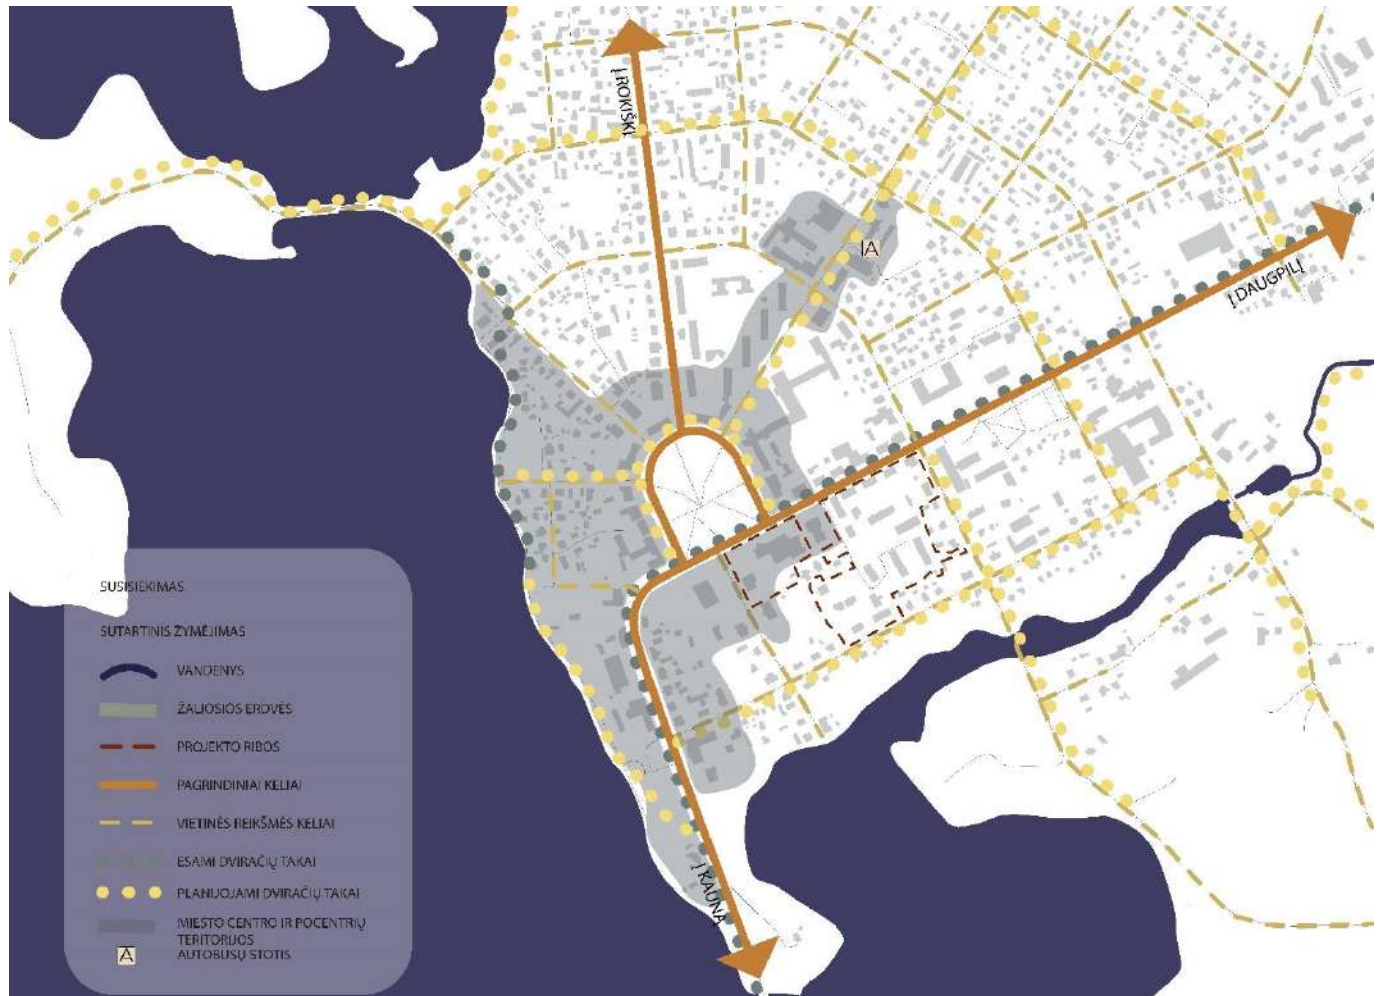 Į ROKIŠKĮ
A
Į DAUGPILĮ
SUSISIEKIMAS
SUTARTINIS ŽYMĖJIMAS
VANDENYS
ŽALIOSIOS ERDVĖS
PROJEKTO RIBOS
PAGRINDINIAI KELIAI
VIETINĖS REIKŠMĖS KELIAI
ESAMI DVIRAČIŲ TAKAI
PLANUOJAMI DVIRAČIŲ TAKAI
MIESTO CENTRO IR POCENTRIŲ
TERITORIJOS
A
AUTOBUSŲ STOTIS
Į KAUNĄ